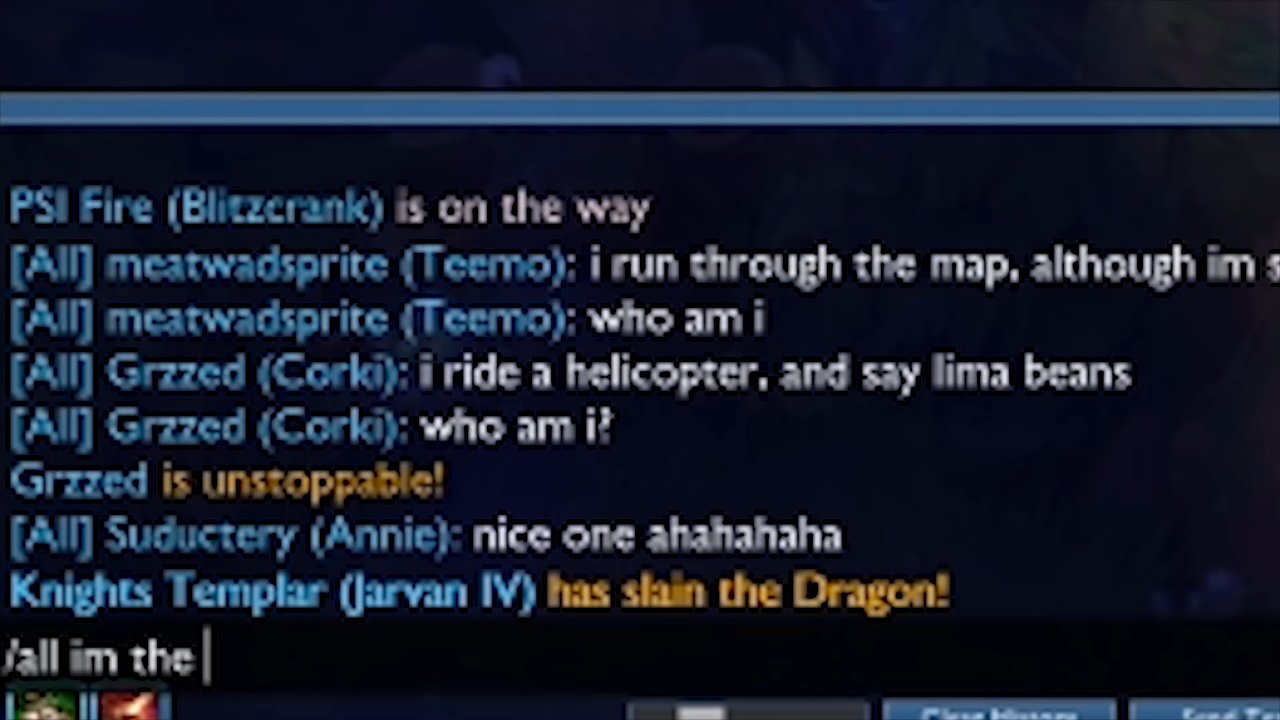 PSI Fire (Blitzcrank) is on the way
[All] meatwadsprite (Teemo): i run through the map, although im
[All] meatwadsprite (Teemo): who am i
[All] Grzzed (Corki): i ride a helicopter, and say lima beans
[All] Grzzed (Corki): who am i?
Grzzed is unstoppable!
[All] Suductery (Annie): nice one ahahahaha
Knights Templar (Jarvan IV) has slain the Dragon!
/all im the